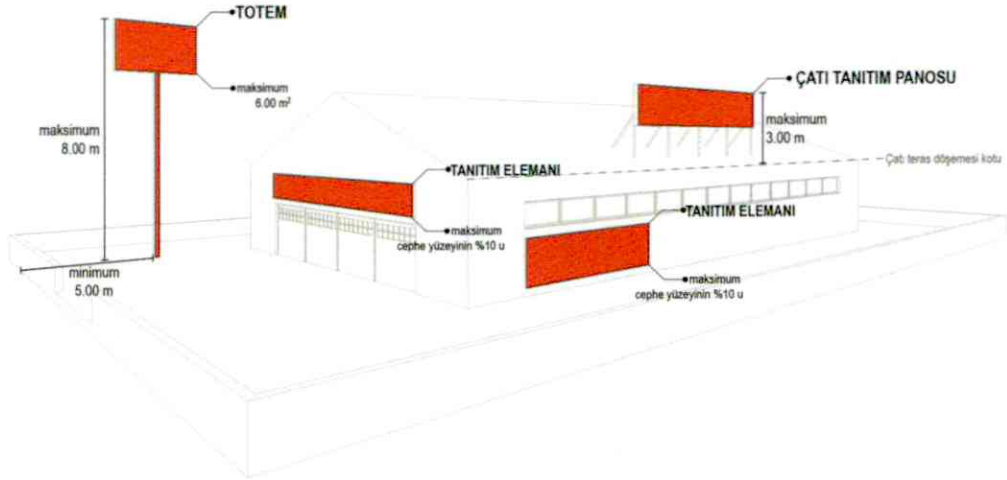 TOTEM
maksimum
6.00 m²
maksimum
8.00 m
minimum
5.00 m
ÇATI TANITIM PANOSU
maksimum
3.00 m
Çatı teras döşemesi kotu
TANITIM ELEMANI
maksimum
cephe yüzeyinin %10 u
TANITIM ELEMANI
maksimum
cephe yüzeyinin %10 u